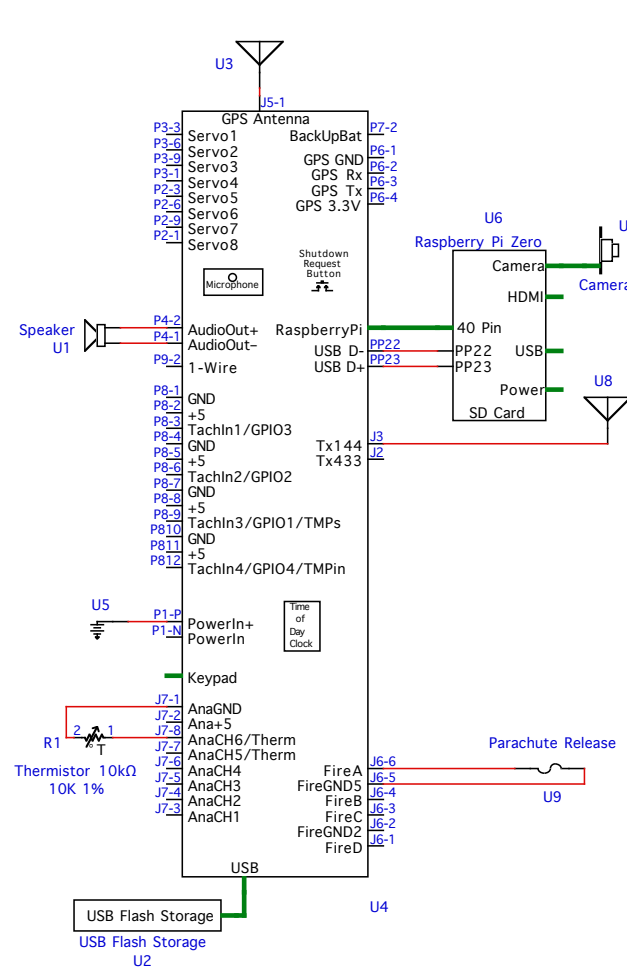 U3
J5-1
GPS Antenna
P3-3 Servo1
P3-6 Servo2
P3-9 Servo3
P3-1 Servo4
P2-3 Servo5
P2-6 Servo6
P2-9 Servo7
P2-1 Servo8
BackUpBat P7-2
GPS GND P6-1
GPS Rx P6-2
GPS Tx P6-3
GPS 3.3V P6-4
Shutdown
Request
Button
Microphone
U6
Raspberry Pi Zero
Camera
HDMI
40 Pin
USB
PP22
PP23
Power
SD Card
U
Camera
U8
Speaker
U1
P4-2 AudioOut+
P4-1 AudioOut-
P9-2 1-Wire
RaspberryPi
USB D- PP22
USB D+ PP23
P8-1 GND
P8-2 +5
P8-3 TachIn1/GPIO3
P8-4 GND
P8-5 +5
P8-6 TachIn2/GPIO2
P8-7 GND
P8-8 +5
P8-9 TachIn3/GPIO1/TMPs
P810 GND
P811 +5
P812 TachIn4/GPIO4/TMPin
Tx144 J3
Tx433 J2
U5
P1-P PowerIn+
P1-N PowerIn
Time
of
Day
Clock
Keypad
J7-1 AnaGND
J7-2 Ana+5
J7-8 AnaCH6/Therm
J7-7 AnaCH5/Therm
J7-6 AnaCH4
J7-5 AnaCH3
J7-4 AnaCH2
J7-3 AnaCH1
R1
2 1
° T
Thermistor 10kΩ
10K 1%
Parachute Release
U9
FireA J6-6
FireGND5 J6-5
FireB J6-4
FireC J6-3
FireGND2 J6-2
FireD J6-1
USB
U4
USB Flash Storage
USB Flash Storage
U2